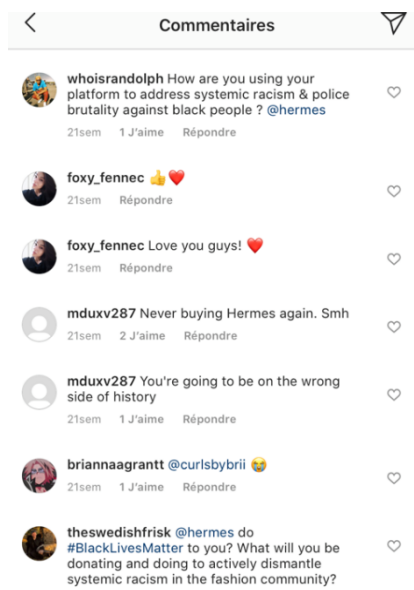 Commentaires
whoisrandolph How are you using your
platform to address systemic racism & police
brutality against black people ? @hermes
21sem 1 J'aime Répondre
foxy_fennec 👍❤️
21sem Répondre
foxy_fennec Love you guys! ❤️
21sem Répondre
mduxv287 Never buying Hermes again. Smh
21sem 2 J'aime Répondre
mduxv287 You're going to be on the wrong
side of history
21sem 1 J'aime Répondre
briannaagrantt @curlsbybrii 😭
21sem 1 J'aime Répondre
theswedishfrisk @hermes do
#BlackLivesMatter to you? What will you be
donating and doing to actively dismantle
systemic racism in the fashion community?